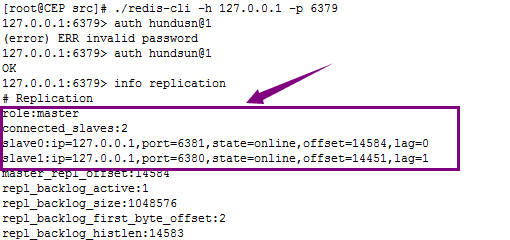 [root@CEP src]# ./redis-cli -h 127.0.0.1 -p 6379
127.0.0.1:6379> auth hundusn@1
(error) ERR invalid password
127.0.0.1:6379> auth hundsun@1
OK
127.0.0.1:6379> info replication
# Replication
role:master
connected_slaves:2
slave0:ip=127.0.0.1,port=6381,state=online,offset=14584,lag=0
slave1:ip=127.0.0.1,port=6380,state=online,offset=14451,lag=1
master_repl_offset:14584
repl_backlog_active:1
repl_backlog_size:1048576
repl_backlog_first_byte_offset:2
repl_backlog_histlen:14583